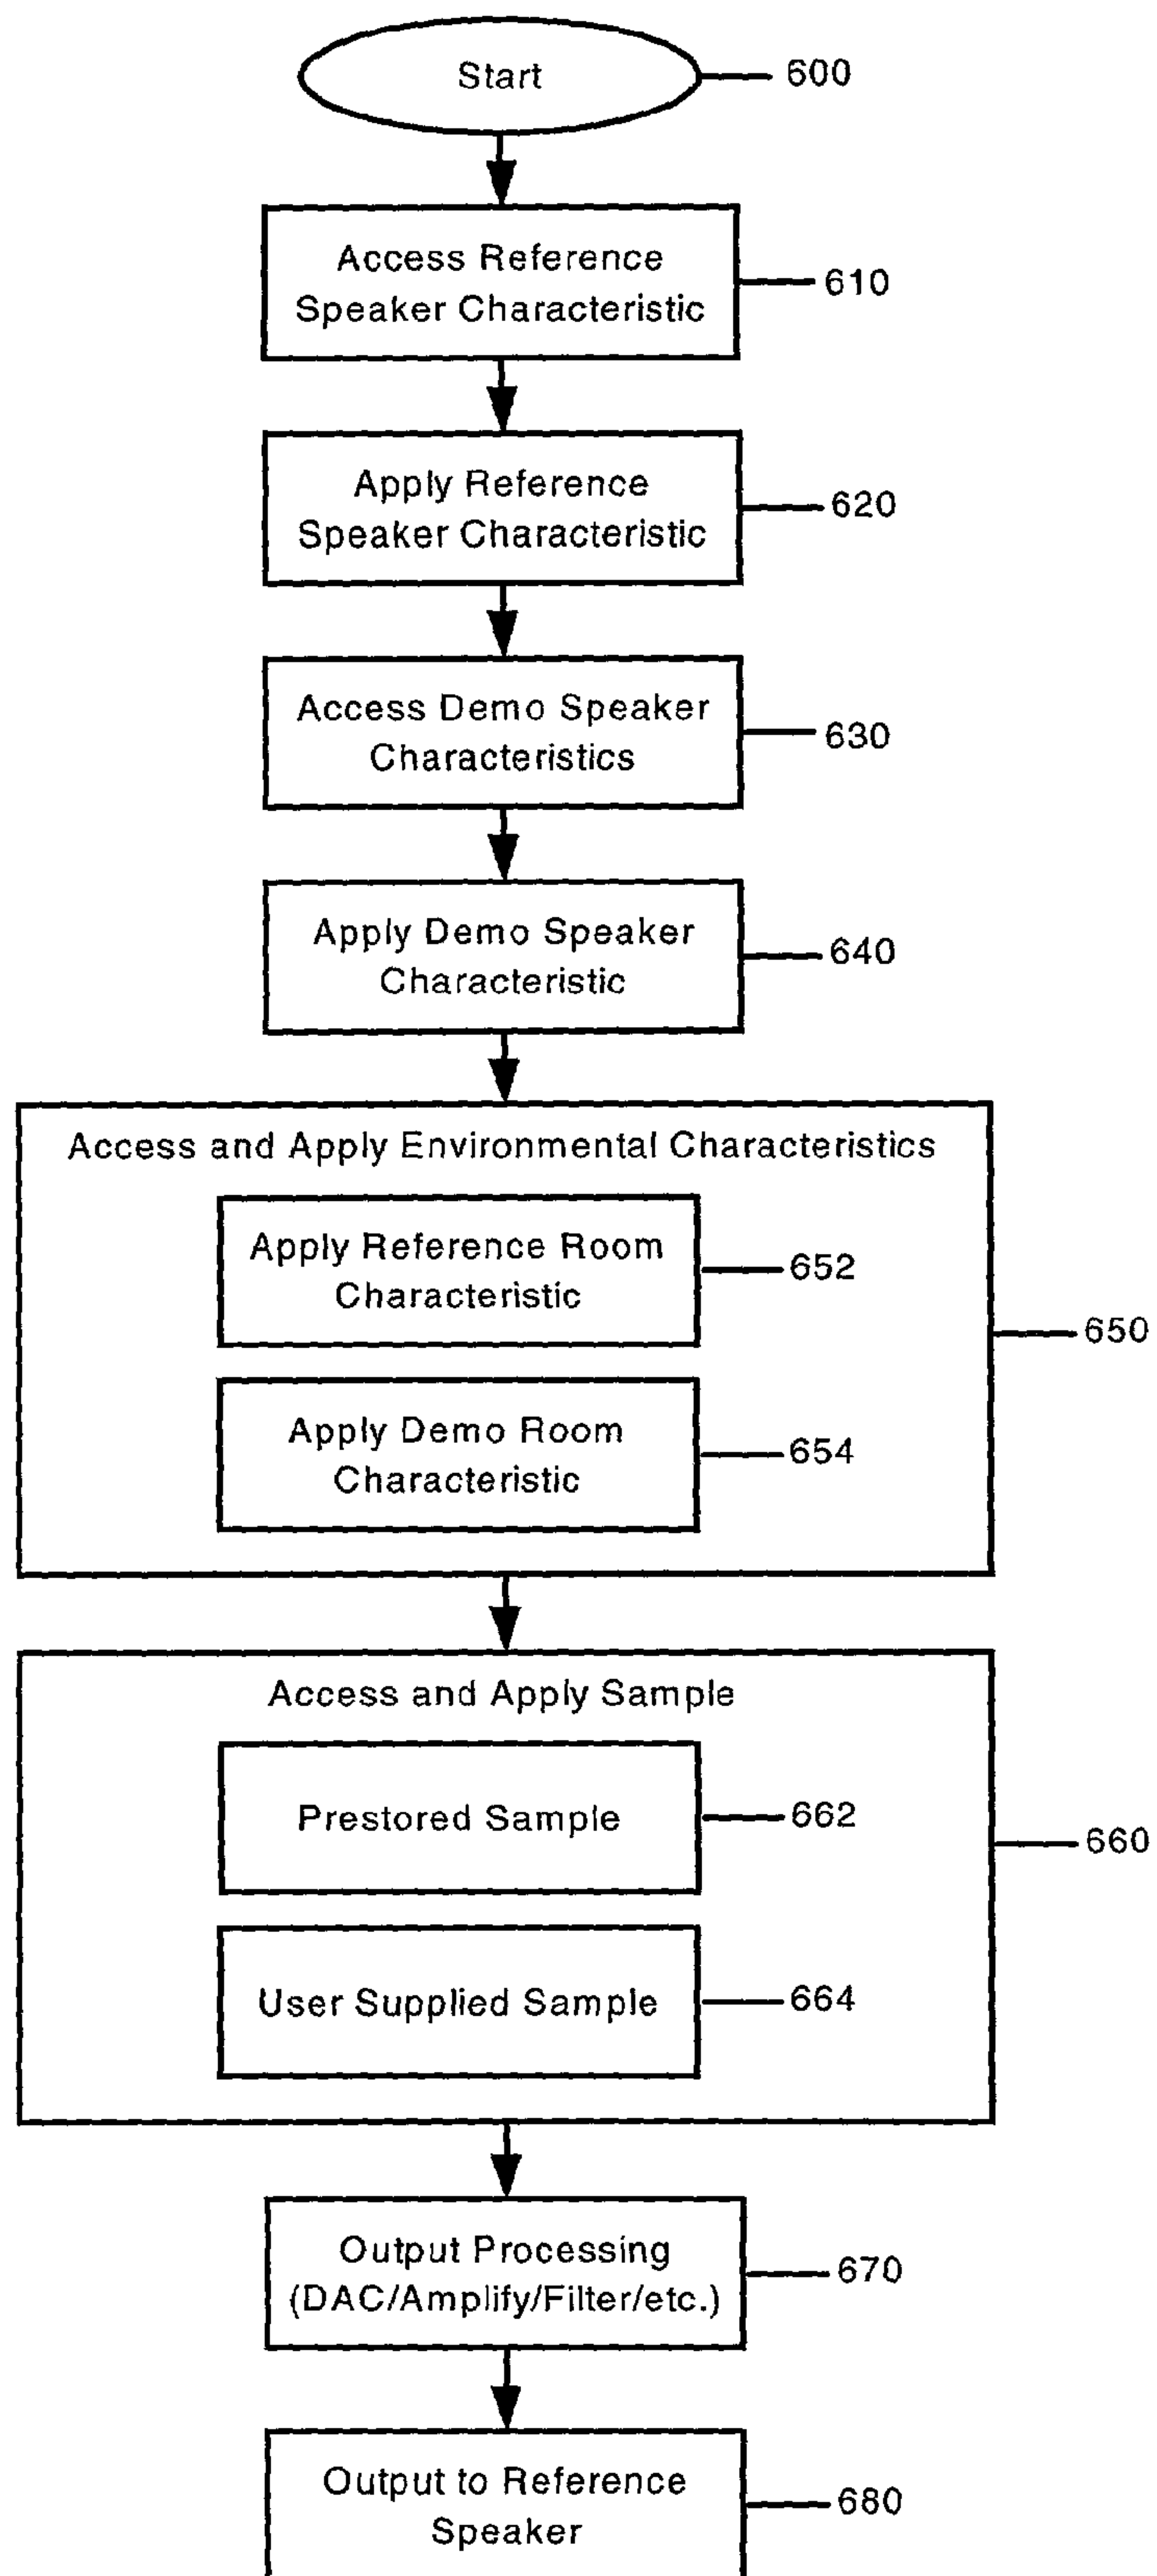 Start
600
Access Reference
Speaker Characteristic
610
Apply Reference
Speaker Characteristic
620
Access Demo Speaker
Characteristics
630
Apply Demo Speaker
Characteristic
640
Access and Apply Environmental Characteristics
Apply Reference Room
Characteristic
652
650
Apply Demo Room
Characteristic
654
Access and Apply Sample
Prestored Sample
662
660
User Supplied Sample
664
Output Processing
(DAC/Amplify/Filter/etc.)
670
Output to Reference
Speaker
680